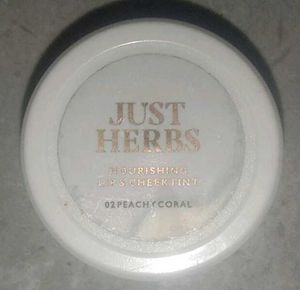 JUST
HERBS
NOURISHING
LIP & CHEEK TINT
02 PEACHY CORAL